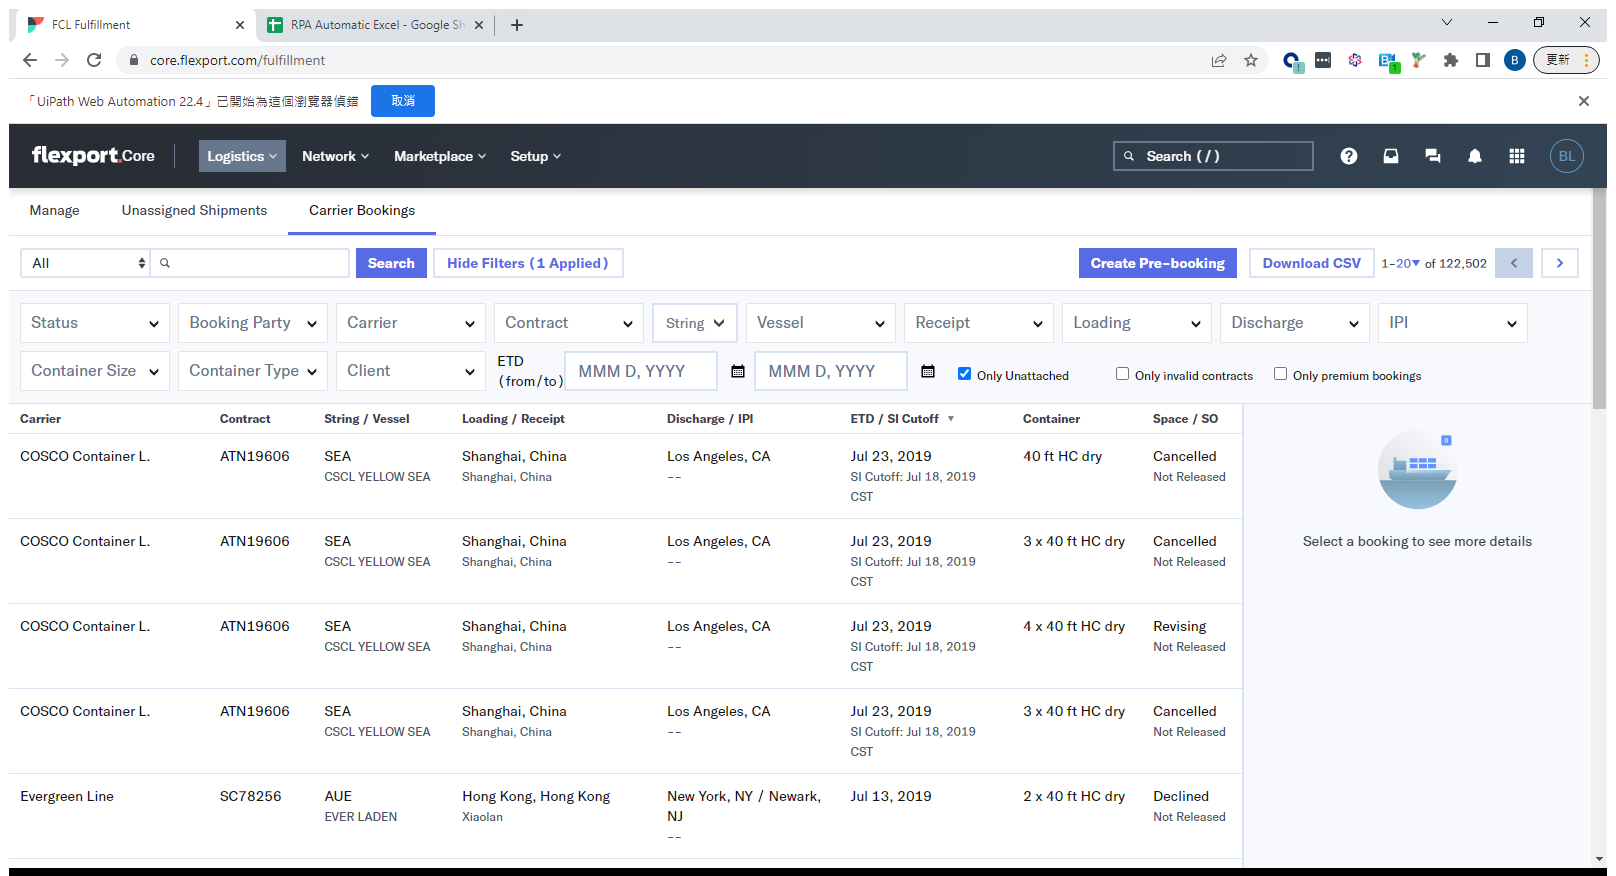 FCL Fulfillment
RPA Automatic Excel - Google Sh
core.flexport.com/fulfillment
B
更新
「UiPath Web Automation 22.4」已開始為這個瀏覽器偵錯
取消
flexport.Core
Logistics
Network
Marketplace
Setup
Search ( / )
BL
Manage
Unassigned Shipments
Carrier Bookings
All
Search
Hide Filters (1 Applied)
Create Pre-booking
Download CSV
1-20 of 122,502
Status
Booking Party
Carrier
Contract
String
Vessel
Receipt
Loading
Discharge
IPI
Container Size
Container Type
Client
ETD
(from/to)
MMM D, YYYY
MMM D, YYYY
Only Unattached
Only invalid contracts
Only premium bookings
Carrier Contract String / Vessel Loading / Receipt Discharge / IPI ETD / SI Cutoff Container Space / SO
COSCO Container L. ATN19606 SEA Shanghai, China Los Angeles, CA Jul 23, 2019 40 ft HC dry Cancelled
CSCL YELLOW SEA Shanghai, China -- SI Cutoff: Jul 18, 2019 Not Released
CST
COSCO Container L. ATN19606 SEA Shanghai, China Los Angeles, CA Jul 23, 2019 3 x 40 ft HC dry Cancelled
CSCL YELLOW SEA Shanghai, China -- SI Cutoff: Jul 18, 2019 Not Released
CST
COSCO Container L. ATN19606 SEA Shanghai, China Los Angeles, CA Jul 23, 2019 4 x 40 ft HC dry Revising
CSCL YELLOW SEA Shanghai, China -- SI Cutoff: Jul 18, 2019 Not Released
CST
COSCO Container L. ATN19606 SEA Shanghai, China Los Angeles, CA Jul 23, 2019 3 x 40 ft HC dry Cancelled
CSCL YELLOW SEA Shanghai, China -- SI Cutoff: Jul 18, 2019 Not Released
CST
Evergreen Line SC78256 AUE Hong Kong, Hong Kong New York, NY / Newark, Jul 13, 2019 2 x 40 ft HC dry Declined
EVER LADEN Xiaolan NJ Not Released
--
0
Select a booking to see more details